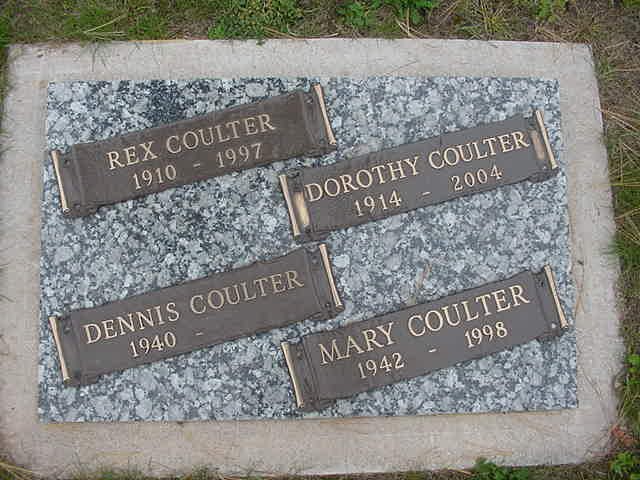 REX COULTER
1910 - 1997
DOROTHY COULTER
1914 - 2004
DENNIS COULTER
1940 -
MARY COULTER
1942 - 1998